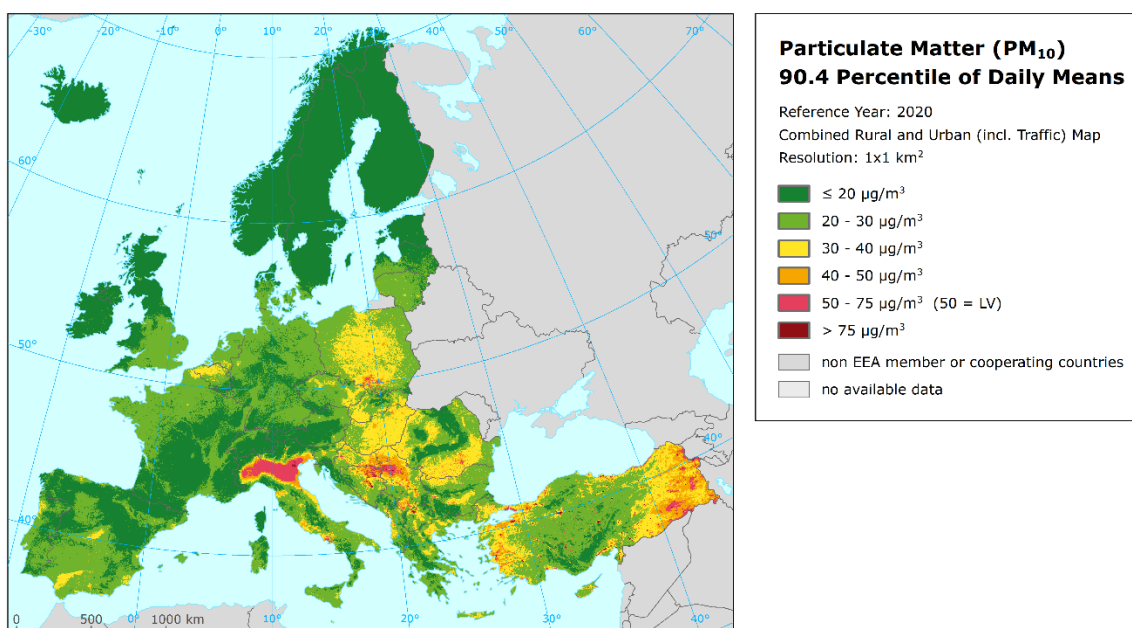 -30° -20° -10° 0° 10° 20° 30° 40° 50° 60° 70°
60°
50°
40°
50°
40°
0 500 1000 km 10° 20° 30° 40°
0°
Particulate Matter (PM₁₀)
90.4 Percentile of Daily Means
Reference Year: 2020
Combined Rural and Urban (incl. Traffic) Map
Resolution: 1x1 km²
≤ 20 µg/m³
20 - 30 µg/m³
30 - 40 µg/m³
40 - 50 µg/m³
50 - 75 µg/m³ (50 = LV)
> 75 µg/m³
non EEA member or cooperating countries
no available data